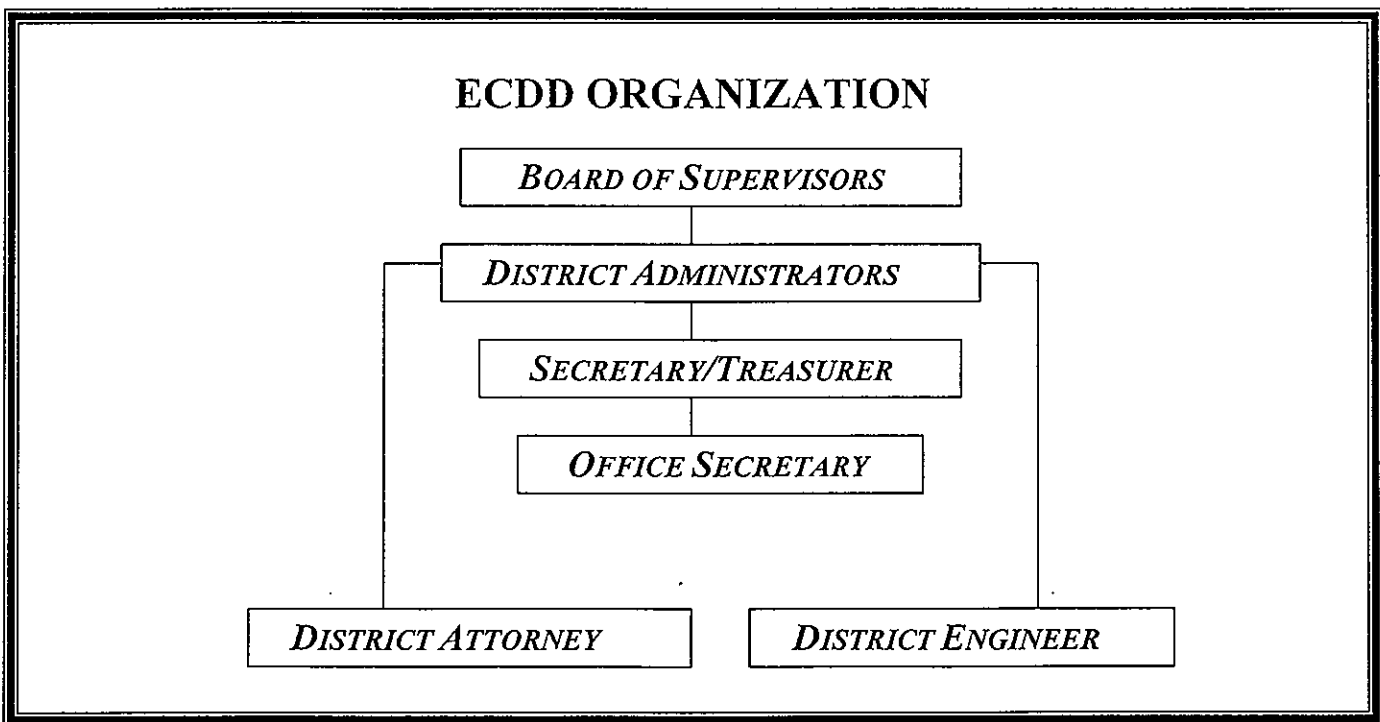 ECDD ORGANIZATION
BOARD OF SUPERVISORS
DISTRICT ADMINISTRATORS
SECRETARY/TREASURER
OFFICE SECRETARY
DISTRICT ATTORNEY
DISTRICT ENGINEER